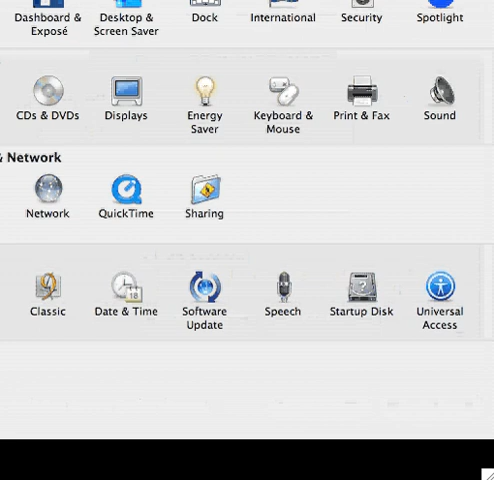 Dashboard & Exposé
Desktop & Screen Saver
Dock
International
Security
Spotlight
CDs & DVDs
Displays
Energy Saver
Keyboard & Mouse
Print & Fax
Sound
& Network
Network
QuickTime
Sharing
Classic
18
Date & Time
Software Update
Speech
?
Startup Disk
Universal Access